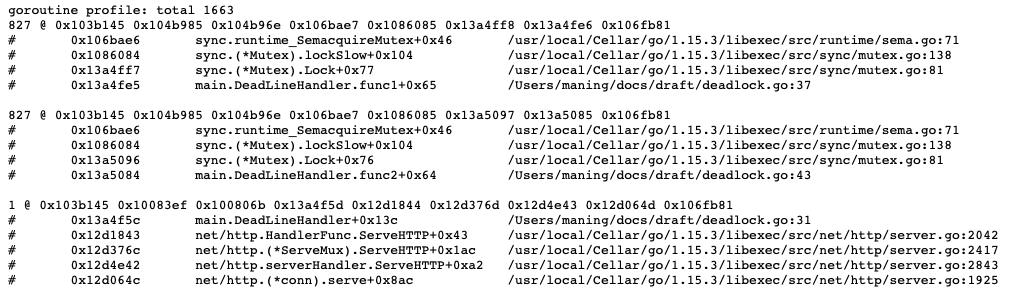 goroutine profile: total 1663
827 @ 0x103b145 0x104b985 0x104b96e 0x106bae7 0x1086085 0x13a4ff8 0x13a4fe6 0x106fb81
# 0x106bae6 sync.runtime_SemacquireMutex+0x46 /usr/local/Cellar/go/1.15.3/libexec/src/runtime/sema.go:71
# 0x1086084 sync.(*Mutex).lockSlow+0x104 /usr/local/Cellar/go/1.15.3/libexec/src/sync/mutex.go:138
# 0x13a4ff7 sync.(*Mutex).Lock+0x77 /usr/local/Cellar/go/1.15.3/libexec/src/sync/mutex.go:81
# 0x13a4fe5 main.DeadLineHandler.func1+0x65 /Users/maning/docs/draft/deadlock.go:37
827 @ 0x103b145 0x104b985 0x104b96e 0x106bae7 0x1086085 0x13a5097 0x13a5085 0x106fb81
# 0x106bae6 sync.runtime_SemacquireMutex+0x46 /usr/local/Cellar/go/1.15.3/libexec/src/runtime/sema.go:71
# 0x1086084 sync.(*Mutex).lockSlow+0x104 /usr/local/Cellar/go/1.15.3/libexec/src/sync/mutex.go:138
# 0x13a5096 sync.(*Mutex).Lock+0x76 /usr/local/Cellar/go/1.15.3/libexec/src/sync/mutex.go:81
# 0x13a5084 main.DeadLineHandler.func2+0x64 /Users/maning/docs/draft/deadlock.go:43
1 @ 0x103b145 0x10083ef 0x100806b 0x13a4f5d 0x12d1844 0x12d376d 0x12d4e43 0x12d064d 0x106fb81
# 0x13a4f5c main.DeadLineHandler+0x13c /Users/maning/docs/draft/deadlock.go:31
# 0x12d1843 net/http.HandlerFunc.ServeHTTP+0x43 /usr/local/Cellar/go/1.15.3/libexec/src/net/http/server.go:2042
# 0x12d376c net/http.(*ServeMux).ServeHTTP+0x1ac /usr/local/Cellar/go/1.15.3/libexec/src/net/http/server.go:2417
# 0x12d4e42 net/http.serverHandler.ServeHTTP+0xa2 /usr/local/Cellar/go/1.15.3/libexec/src/net/http/server.go:2843
# 0x12d064c net/http.(*conn).serve+0x8ac /usr/local/Cellar/go/1.15.3/libexec/src/net/http/server.go:1925